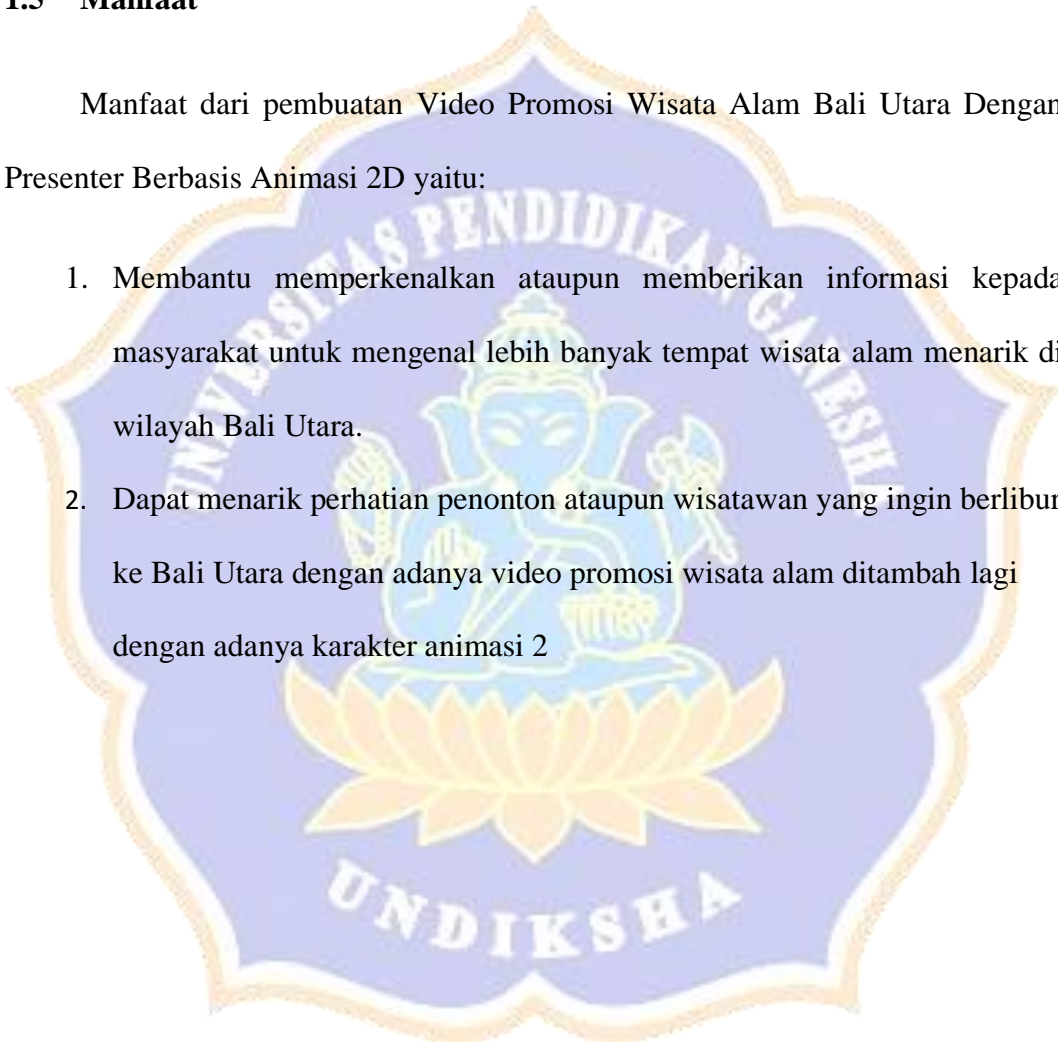 1.5 Manfaat
Manfaat dari pembuatan Video Promosi Wisata Alam Bali Utara Dengan
Presenter Berbasis Animasi 2D yaitu:
UNIVERSITAS PENDIDIKAN GANESHA
1. Membantu memperkenalkan ataupun memberikan informasi kepada
masyarakat untuk mengenal lebih banyak tempat wisata alam menarik di
wilayah Bali Utara.
2. Dapat menarik perhatian penonton ataupun wisatawan yang ingin berlibur
ke Bali Utara dengan adanya video promosi wisata alam ditambah lagi
dengan adanya karakter animasi 2
UNDIKSHA